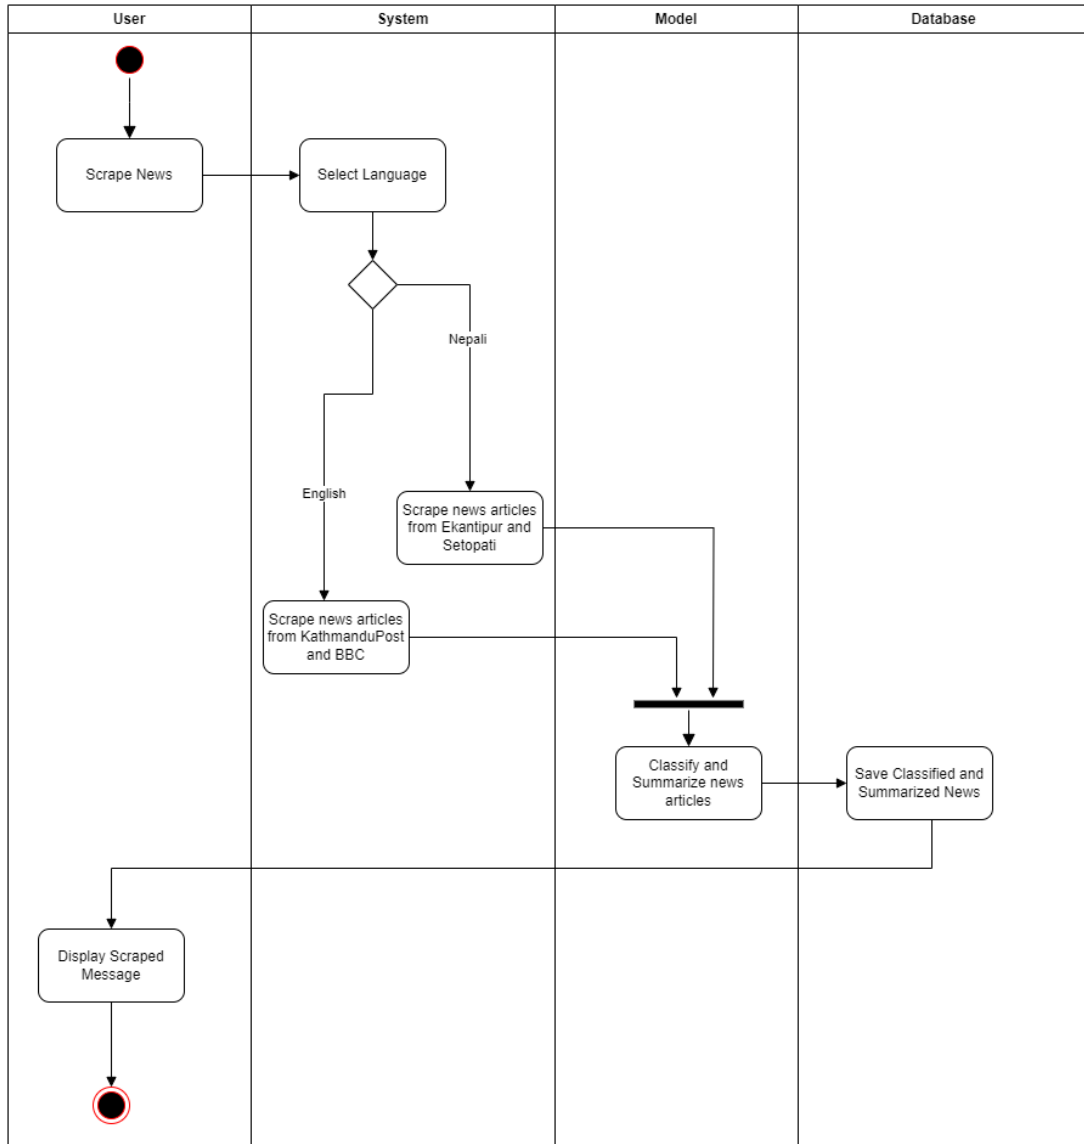 User
System
Model
Database
Scrape News
Select Language
Nepali
English
Scrape news articles
from Ekantipur and
Setopati
Scrape news articles
from KathmanduPost
and BBC
Classify and
Summarize news
articles
Save Classified and
Summarized News
Display Scraped
Message